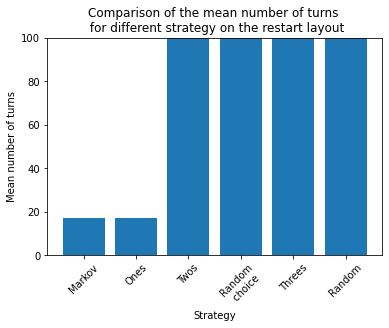 Comparison of the mean number of turns
for different strategy on the restart layout
Mean number of turns
100
80
60
40
20
0
Markov
Ones
Twos
Random
choice
Threes
Random
Strategy